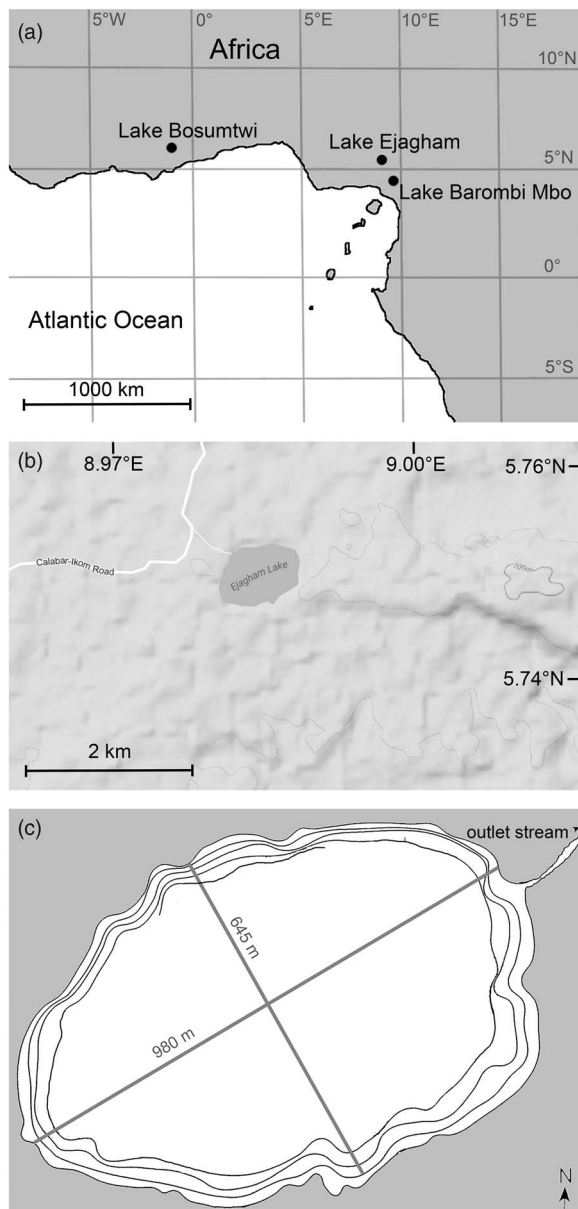 (a)
5°W
0°
5°E
10°E
15°E
Africa
10°N
Lake Bosumtwi
Lake Ejagham
5°N
Lake Barombi Mbo
0°
Atlantic Ocean
5°S
1000 km
(b)
8.97°E
9.00°E
5.76°N
Calabar-Ikom Road
Ejagham Lake
200m
5.74°N
2 km
(c)
outlet stream
645 m
980 m
N